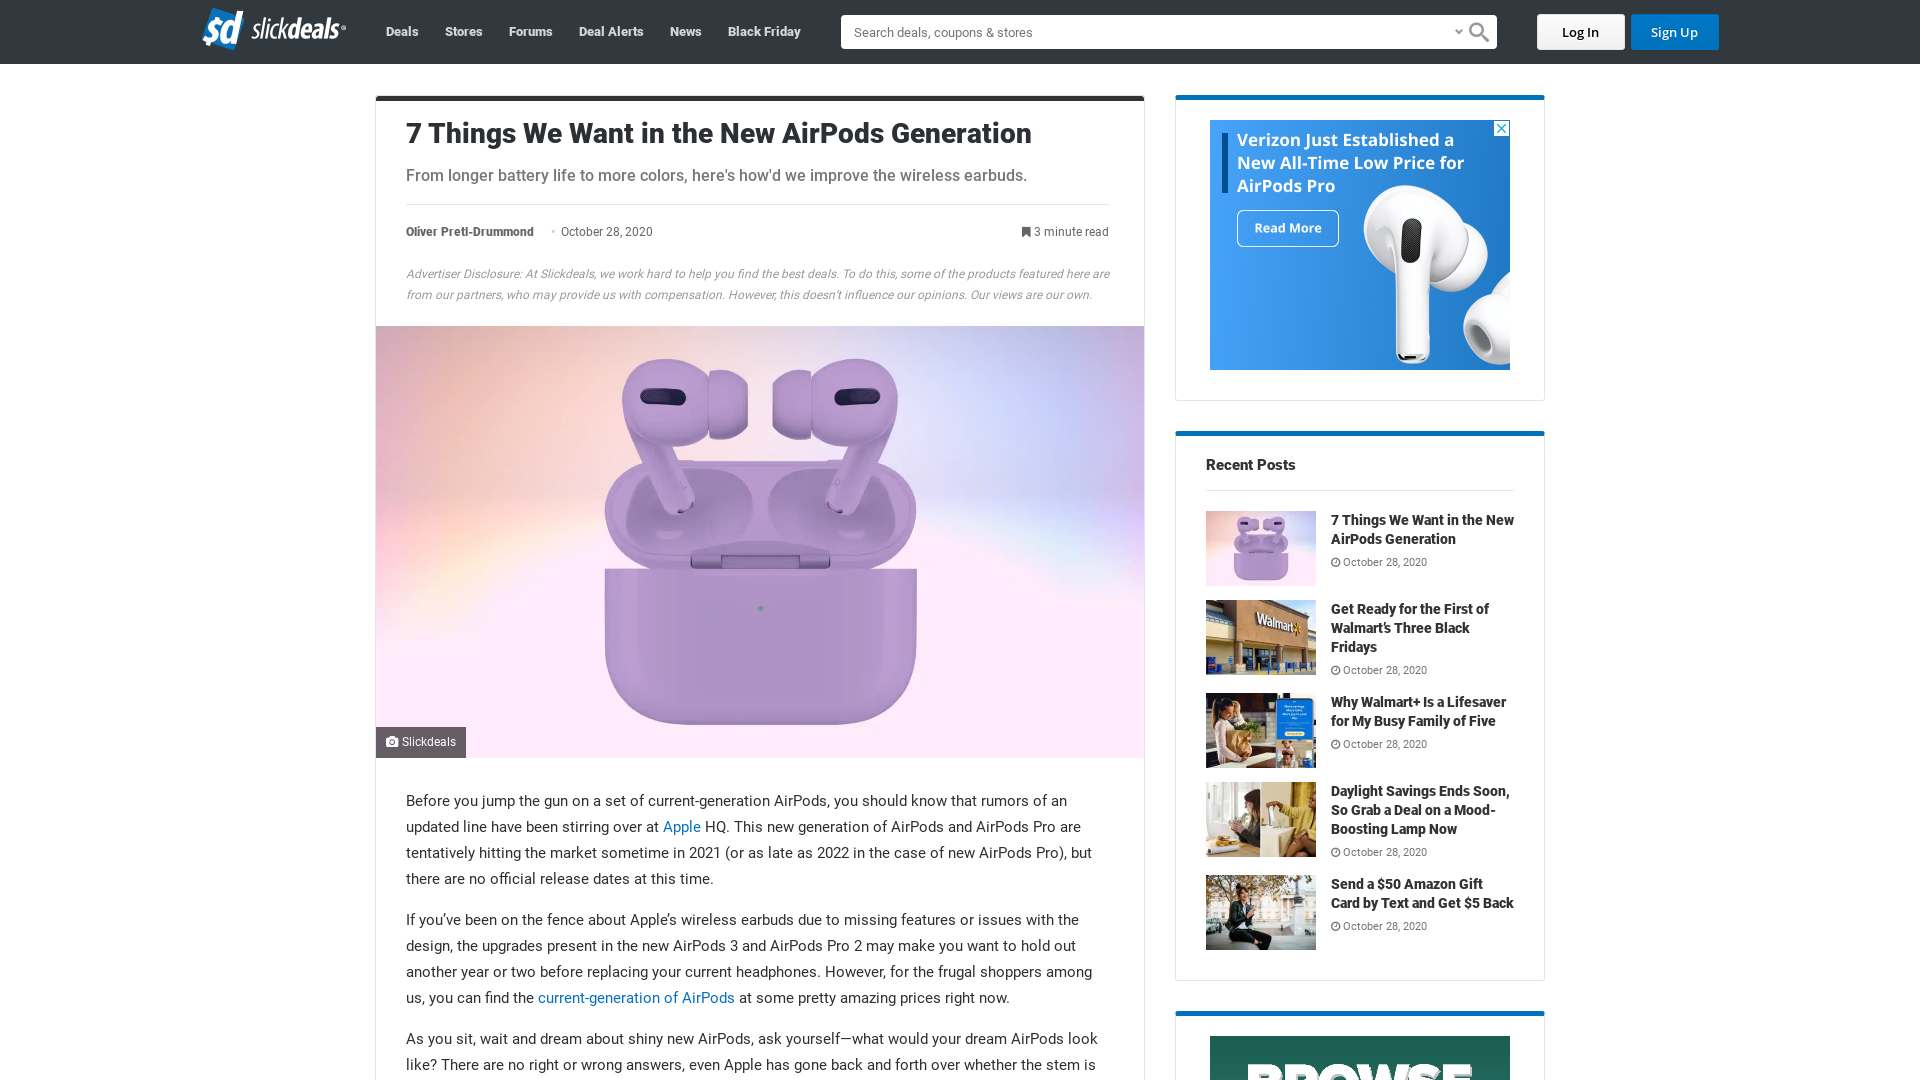 sd slickdeals
Deals
Stores
Forums
Deal Alerts
News
Black Friday
Search deals, coupons & stores
Log In
Sign Up
7 Things We Want in the New AirPods Generation
From longer battery life to more colors, here's how'd we improve the wireless earbuds.
Oliver Pretl-Drummond • October 28, 2020
3 minute read
Advertiser Disclosure: At Slickdeals, we work hard to help you find the best deals. To do this, some of the products featured here are
from our partners, who may provide us with compensation. However, this doesn’t influence our opinions. Our views are our own.
Slickdeals
Before you jump the gun on a set of current-generation AirPods, you should know that rumors of an
updated line have been stirring over at Apple HQ. This new generation of AirPods and AirPods Pro are
tentatively hitting the market sometime in 2021 (or as late as 2022 in the case of new AirPods Pro), but
there are no official release dates at this time.
If you’ve been on the fence about Apple’s wireless earbuds due to missing features or issues with the
design, the upgrades present in the new AirPods 3 and AirPods Pro 2 may make you want to hold out
another year or two before replacing your current headphones. However, for the frugal shoppers among
us, you can find the current-generation of AirPods at some pretty amazing prices right now.
As you sit, wait and dream about shiny new AirPods, ask yourself—what would your dream AirPods look
like? There are no right or wrong answers, even Apple has gone back and forth over whether the stem is
Verizon Just Established a
New All-Time Low Price for
AirPods Pro
Read More
Recent Posts
7 Things We Want in the New
AirPods Generation
October 28, 2020
Walmart
Get Ready for the First of
Walmart’s Three Black
Fridays
October 28, 2020
Why Walmart+ Is a Lifesaver
for My Busy Family of Five
October 28, 2020
Daylight Savings Ends Soon,
So Grab a Deal on a Mood-
Boosting Lamp Now
October 28, 2020
Send a $50 Amazon Gift
Card by Text and Get $5 Back
October 28, 2020
BROWSE